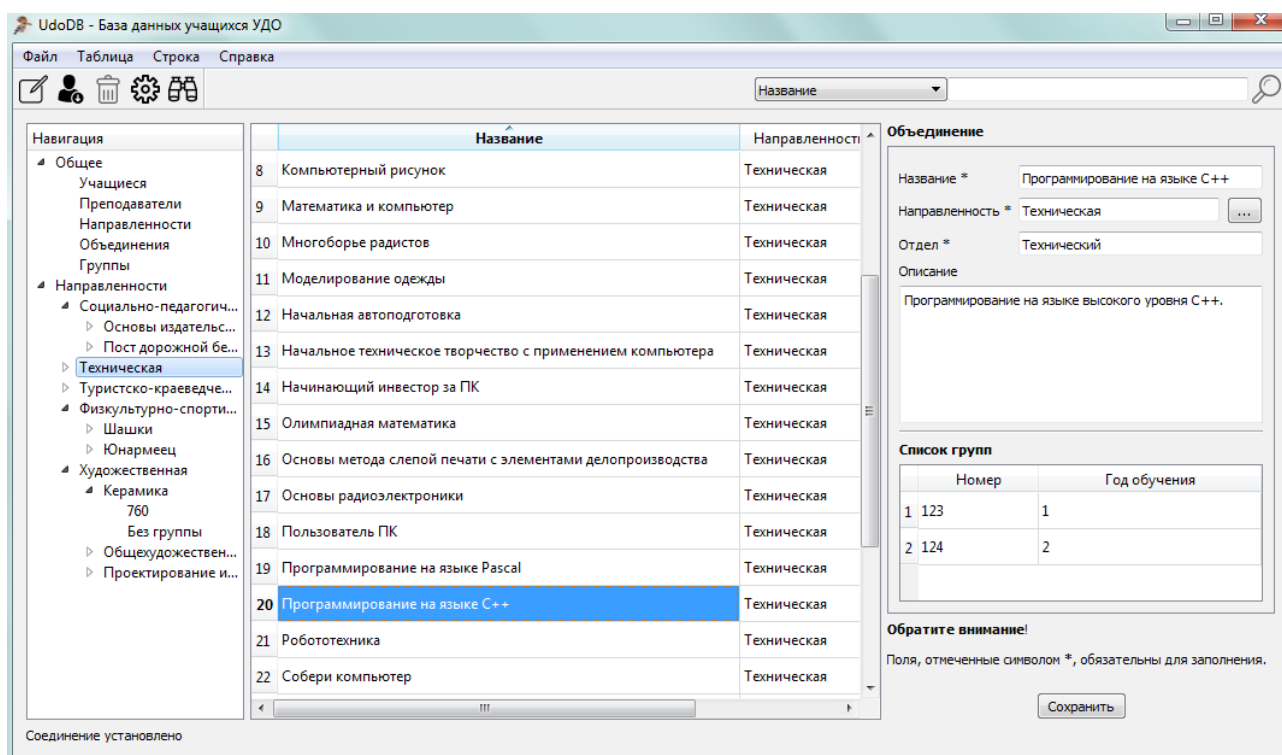 UdoDB - База данных учащихся УДО
Файл Таблица Строка Справка
Название
Навигация
Общее
Учащиеся
Преподаватели
Направленности
Объединения
Группы
Направленности
Социально-педагогич...
Основы издательс...
Пост дорожной бе...
Техническая
Туристско-краеведче...
Физкультурно-спорти...
Шашки
Юнармеец
Художественная
Керамика
760
Без группы
Общехудожествен...
Проектирование и...
Название Направленності
8 Компьютерный рисунок Техническая
9 Математика и компьютер Техническая
10 Многоборье радистов Техническая
11 Моделирование одежды Техническая
12 Начальная автоподготовка Техническая
13 Начальное техническое творчество с применением компьютера Техническая
14 Начинающий инвестор за ПК Техническая
15 Олимпиадная математика Техническая
16 Основы метода слепой печати с элементами делопроизводства Техническая
17 Основы радиоэлектроники Техническая
18 Пользователь ПК Техническая
19 Программирование на языке Pascal Техническая
20 Программирование на языке С++ Техническая
21 Робототехника Техническая
22 Собери компьютер Техническая
Объединение
Название * Программирование на языке С++
Направленность * Техническая ...
Отдел * Технический
Описание
Программирование на языке высокого уровня С++.
Список групп
Номер Год обучения
1 123 1
2 124 2
Обратите внимание!
Поля, отмеченные символом *, обязательны для заполнения.
Сохранить
Соединение установлено